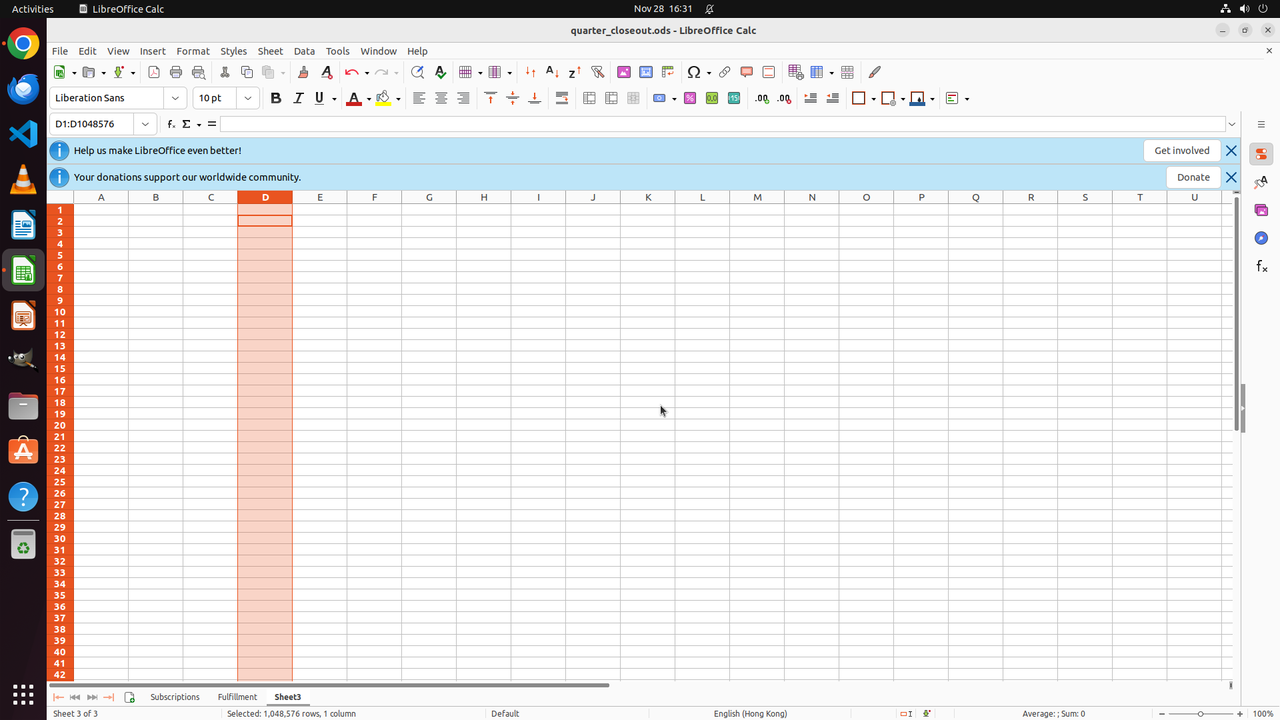 Activities
LibreOffice Calc
Nov 28 16:31
quarter_closeout.ods - LibreOffice Calc
File Edit View Insert Format Styles Sheet Data Tools Window Help
Liberation Sans
10 pt
D1:D1048576
Help us make LibreOffice even better!
Get involved
Your donations support our worldwide community.
Donate
A B C D E F G H I J K L M N O P Q R S T U
1
2
3
4
5
6
7
8
9
10
11
12
13
14
15
16
17
18
19
20
21
22
23
24
25
26
27
28
29
30
31
32
33
34
35
36
37
38
39
40
41
42
Subscriptions Fulfillment Sheet3
Sheet 3 of 3
Selected: 1,048,576 rows, 1 column
Default
English (Hong Kong)
Average: ; Sum: 0
100%